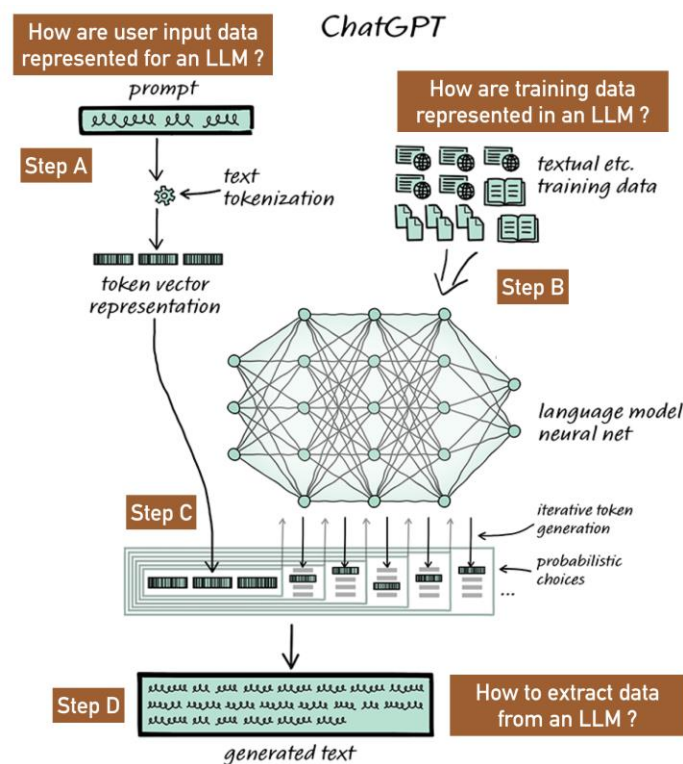 ChatGPT
How are user input data
represented for an LLM ?
prompt
Step A
text
tokenization
token vector
representation
How are training data
represented in an LLM ?
textual etc.
training data
Step B
language model
neural net
Step C
iterative token
generation
probabilistic
choices
...
Step D
generated text
How to extract data
from an LLM ?